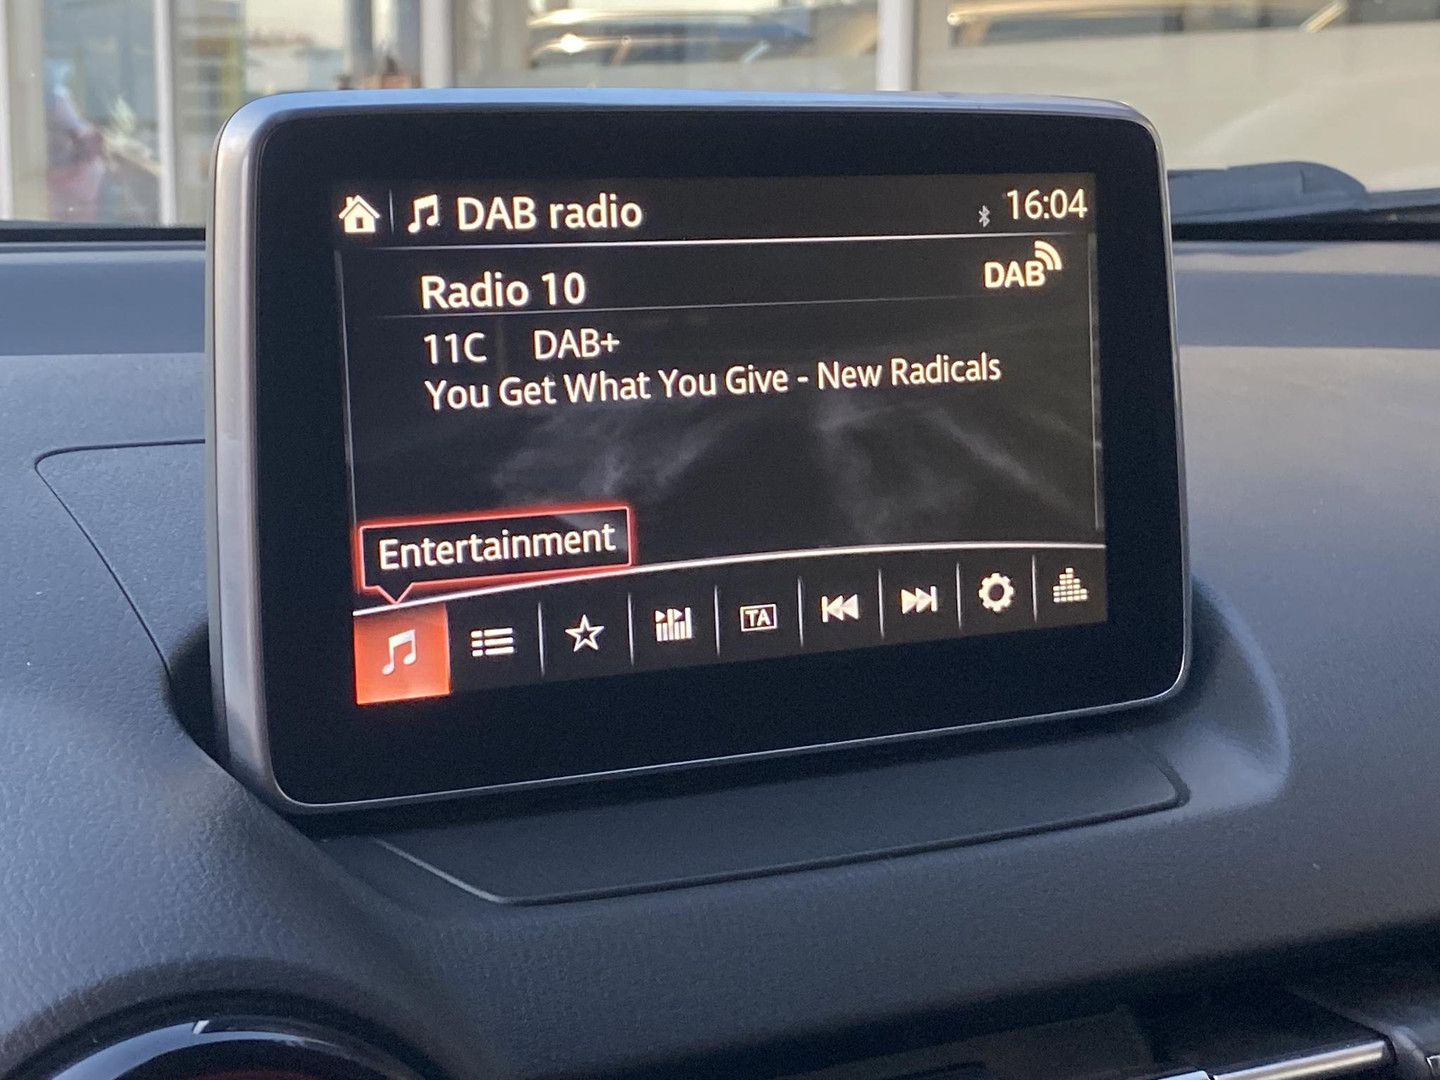 DAB radio
16:04
Radio 10
DAB
11C DAB+
You Get What You Give - New Radicals
Entertainment
TA